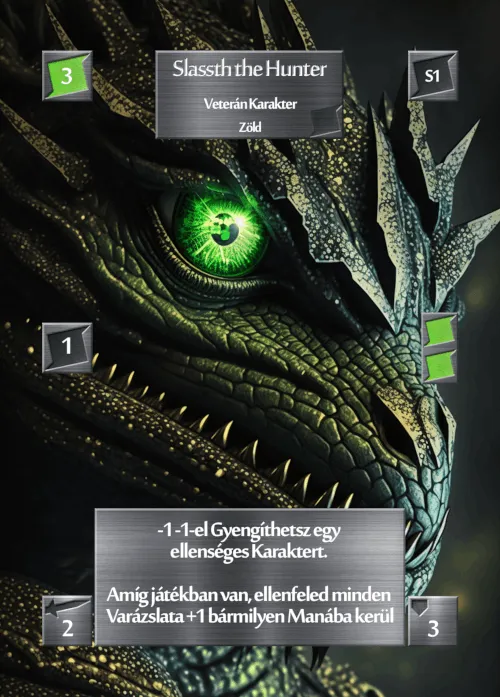 3
Slassth the Hunter
S1
Veterán Karakter
Zöld
1
-1 -1-el Gyengíthetsz egy
ellenséges Karaktert.
Amíg játékban van, ellenfeled minden
Varázslata +1 bármilyen Manába kerül
2
3